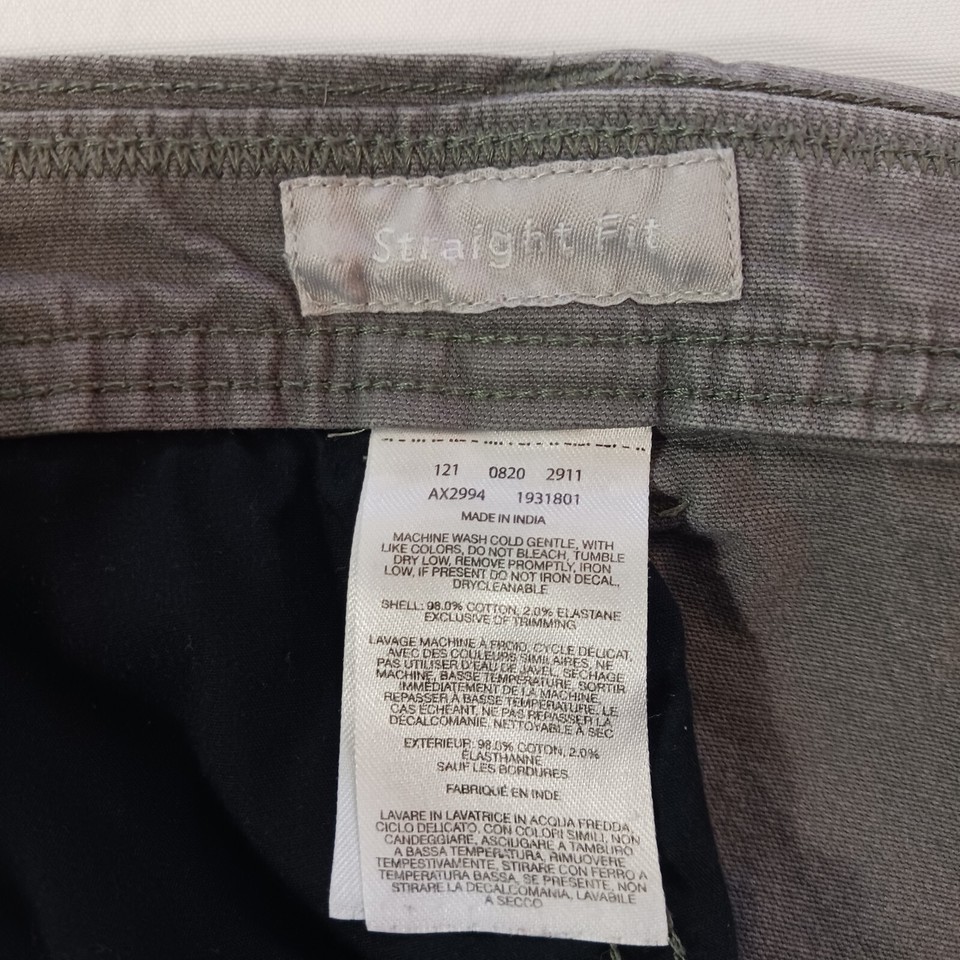 Straight Fit
121 0820 2911
AX2994 1931801
MADE IN INDIA
MACHINE WASH COLD GENTLE, WITH
LIKE COLORS, DO NOT BLEACH, TUMBLE
DRY LOW, REMOVE PROMPTLY, IRON
LOW, IF PRESENT DO NOT IRON DECAL,
DRYCLEANABLE
SHELL: 98.0% COTTON, 2.0% ELASTANE
EXCLUSIVE OF TRIMMING
LAVAGE MACHINE À FROID, CYCLE DÉLICAT,
AVEC DES COULEURS SIMILAIRES, NE
PAS UTILISER D'EAU DE JAVEL, SÉCHAGE
MACHINE, BASSE TEMPÉRATURE, SORTIR
IMMÉDIATEMENT DE LA MACHINE,
REPASSER À BASSE TEMPÉRATURE, LE
CAS ÉCHÉANT, NE PAS REPASSER LA
DÉCALCOMANIE, NETTOYABLE À SEC
EXTÉRIEUR: 98.0% COTON, 2.0%
ÉLASTHANNE
SAUF LES BORDURES
FABRIQUÉ EN INDE
LAVARE IN LAVATRICE IN ACQUA FREDDA,
CICLO DELICATO, CON COLORI SIMILI, NON
CANDEGGIARE, ASCIUGARE A TAMBURO
A BASSA TEMPERATURA, RIMUOVERE
TEMPESTIVAMENTE, STIRARE CON FERRO A
TEMPERATURA BASSA, SE PRESENTE, NON
STIRARE LA DECALCOMANIA, LAVABILE
A SECCO